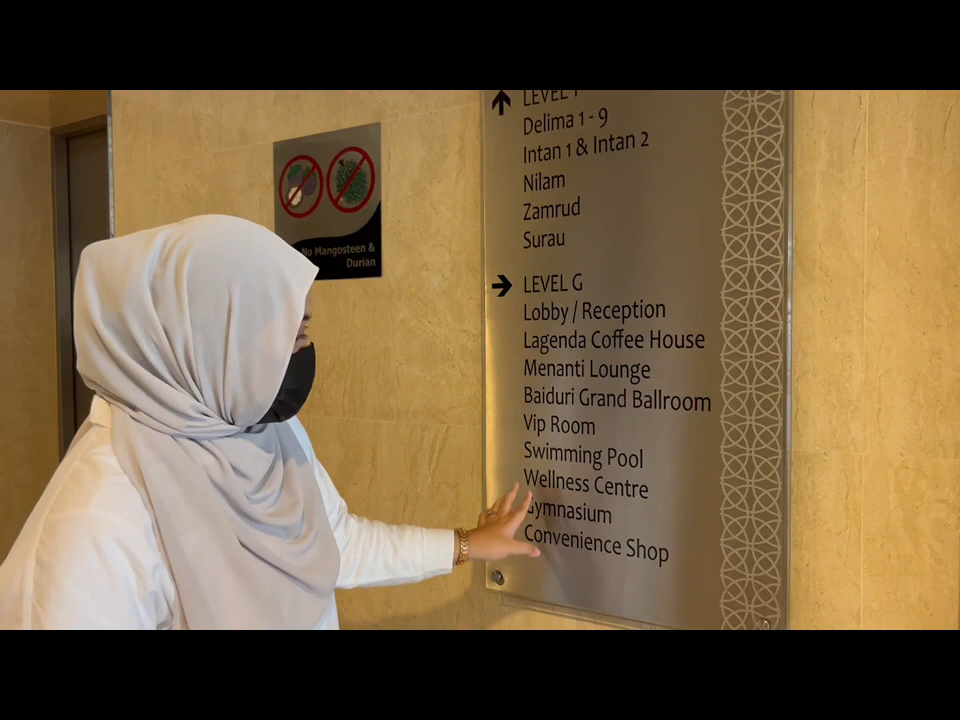 No Mangosteen &
Durian
LEVEL 1
Delima 1 - 9
Intan 1 & Intan 2
Nilam
Zamrud
Surau
LEVEL G
Lobby / Reception
Lagenda Coffee House
Menanti Lounge
Baiduri Grand Ballroom
Vip Room
Swimming Pool
Wellness Centre
Gymnasium
Convenience Shop